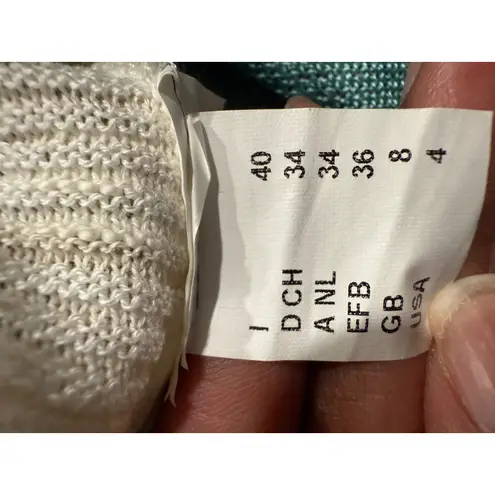 I 40
D CH 34
A NL 34
E F B 36
GB 8
USA 4